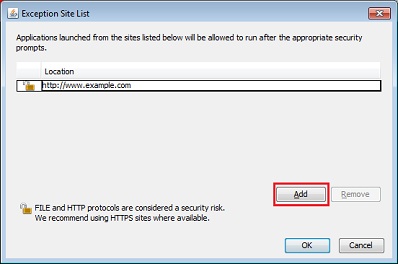 Exception Site List
Applications launched from the sites listed below will be allowed to run after the appropriate security
prompts.
Location
http://www.example.com
Add
Remove
FILE and HTTP protocols are considered a security risk.
We recommend using HTTPS sites where available.
OK
Cancel